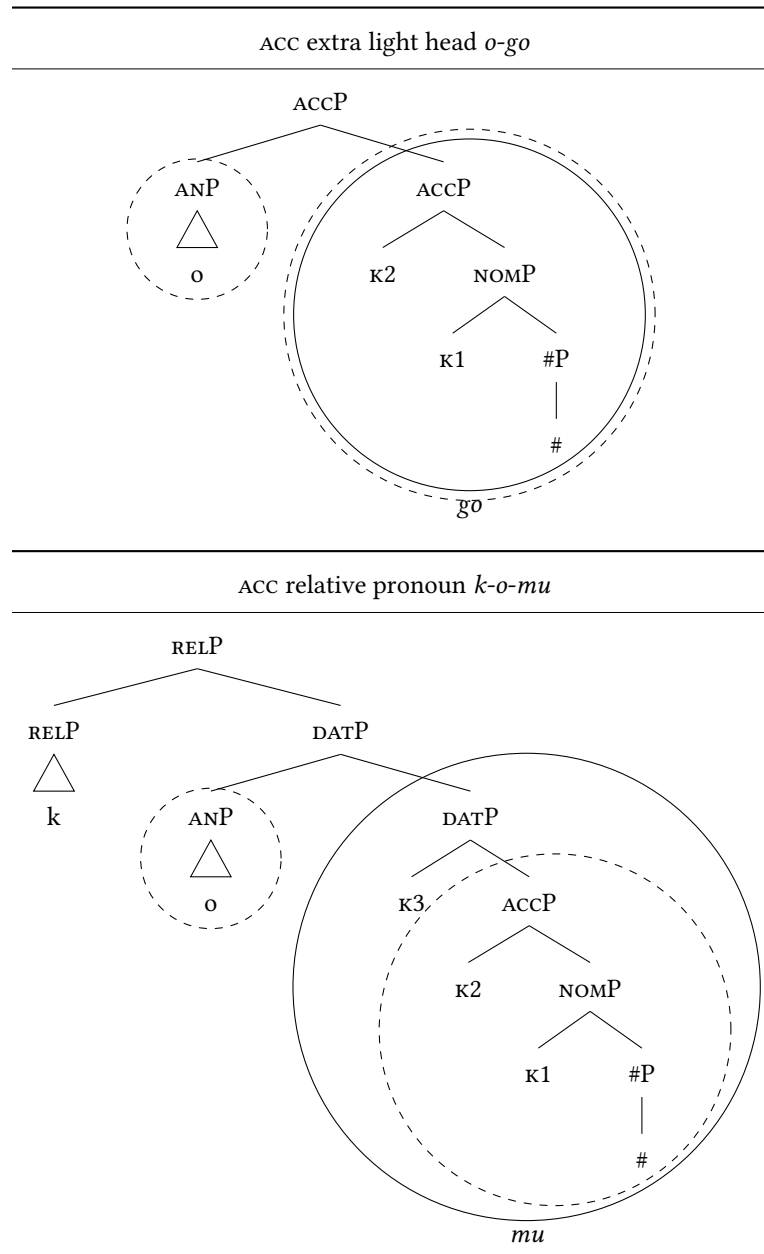 ACC extra light head o-go
ACCP
ANP ACCP
o K2 NOMP
K1 #P
#
go
ACC relative pronoun k-o-mu
RELP
RELP DATP
k ANP DATP
o K3 ACCP
K2 NOMP
K1 #P
#
mu